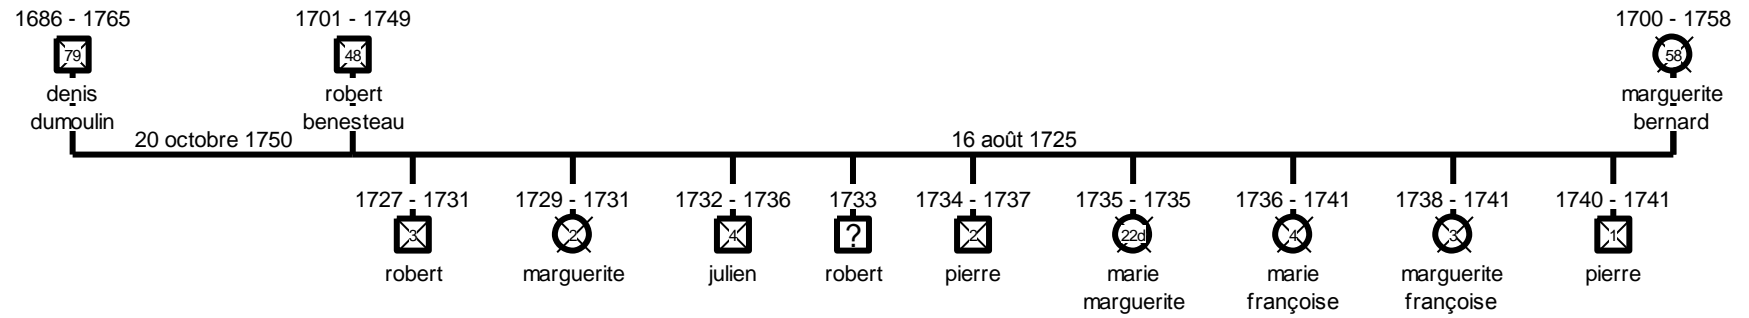 1686 - 1765 1701 - 1749 1700 - 1758
79 48 58
denis robert marguerite
dumoulin benesteau bernard
20 octobre 1750 16 août 1725
1727 - 1731 1729 - 1731 1732 - 1736 1733 1734 - 1737 1735 - 1735 1736 - 1741 1738 - 1741 1740 - 1741
3 2 4 ? 2 22d 4 3 1
robert marguerite julien robert pierre marie marie marguerite pierre
marguerite françoise françoise